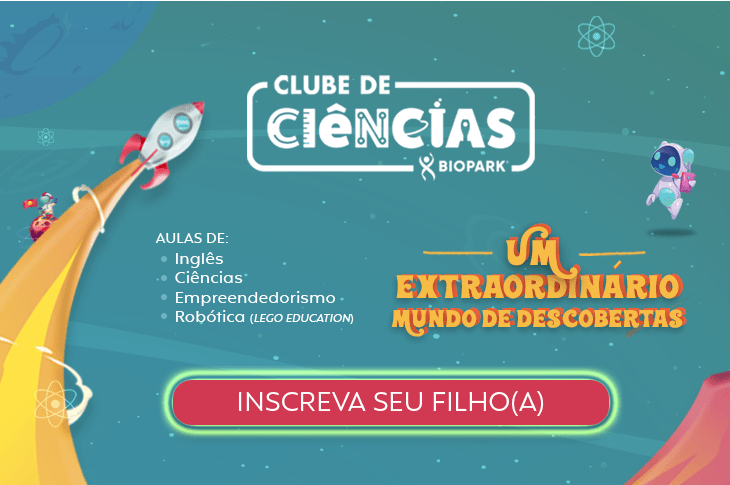 CLUBE DE
CIÊNCIAS
BIOPARK
AULAS DE:
Inglês
Ciências
Empreendedorismo
Robótica (LEGO EDUCATION)
UM
EXTRAORDINÁRIO
MUNDO DE DESCOBERTAS
INSCREVA SEU FILHO(A)